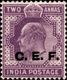 TWO ANNAS
C.E.F.
INDIA POSTAGE